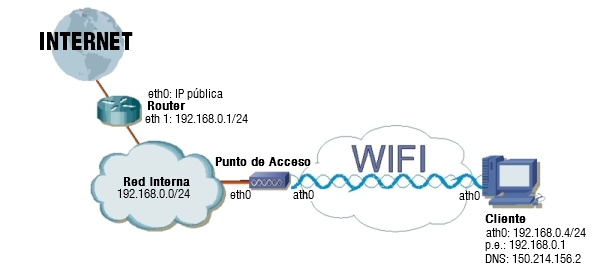 INTERNET
eth0: IP pública
Router
eth 1: 192.168.0.1/24
Red Interna
192.168.0.0/24
Punto de Acceso
eth0
ath0
WIFI
ath0
Cliente
ath0: 192.168.0.4/24
p.e.: 192.168.0.1
DNS: 150.214.156.2